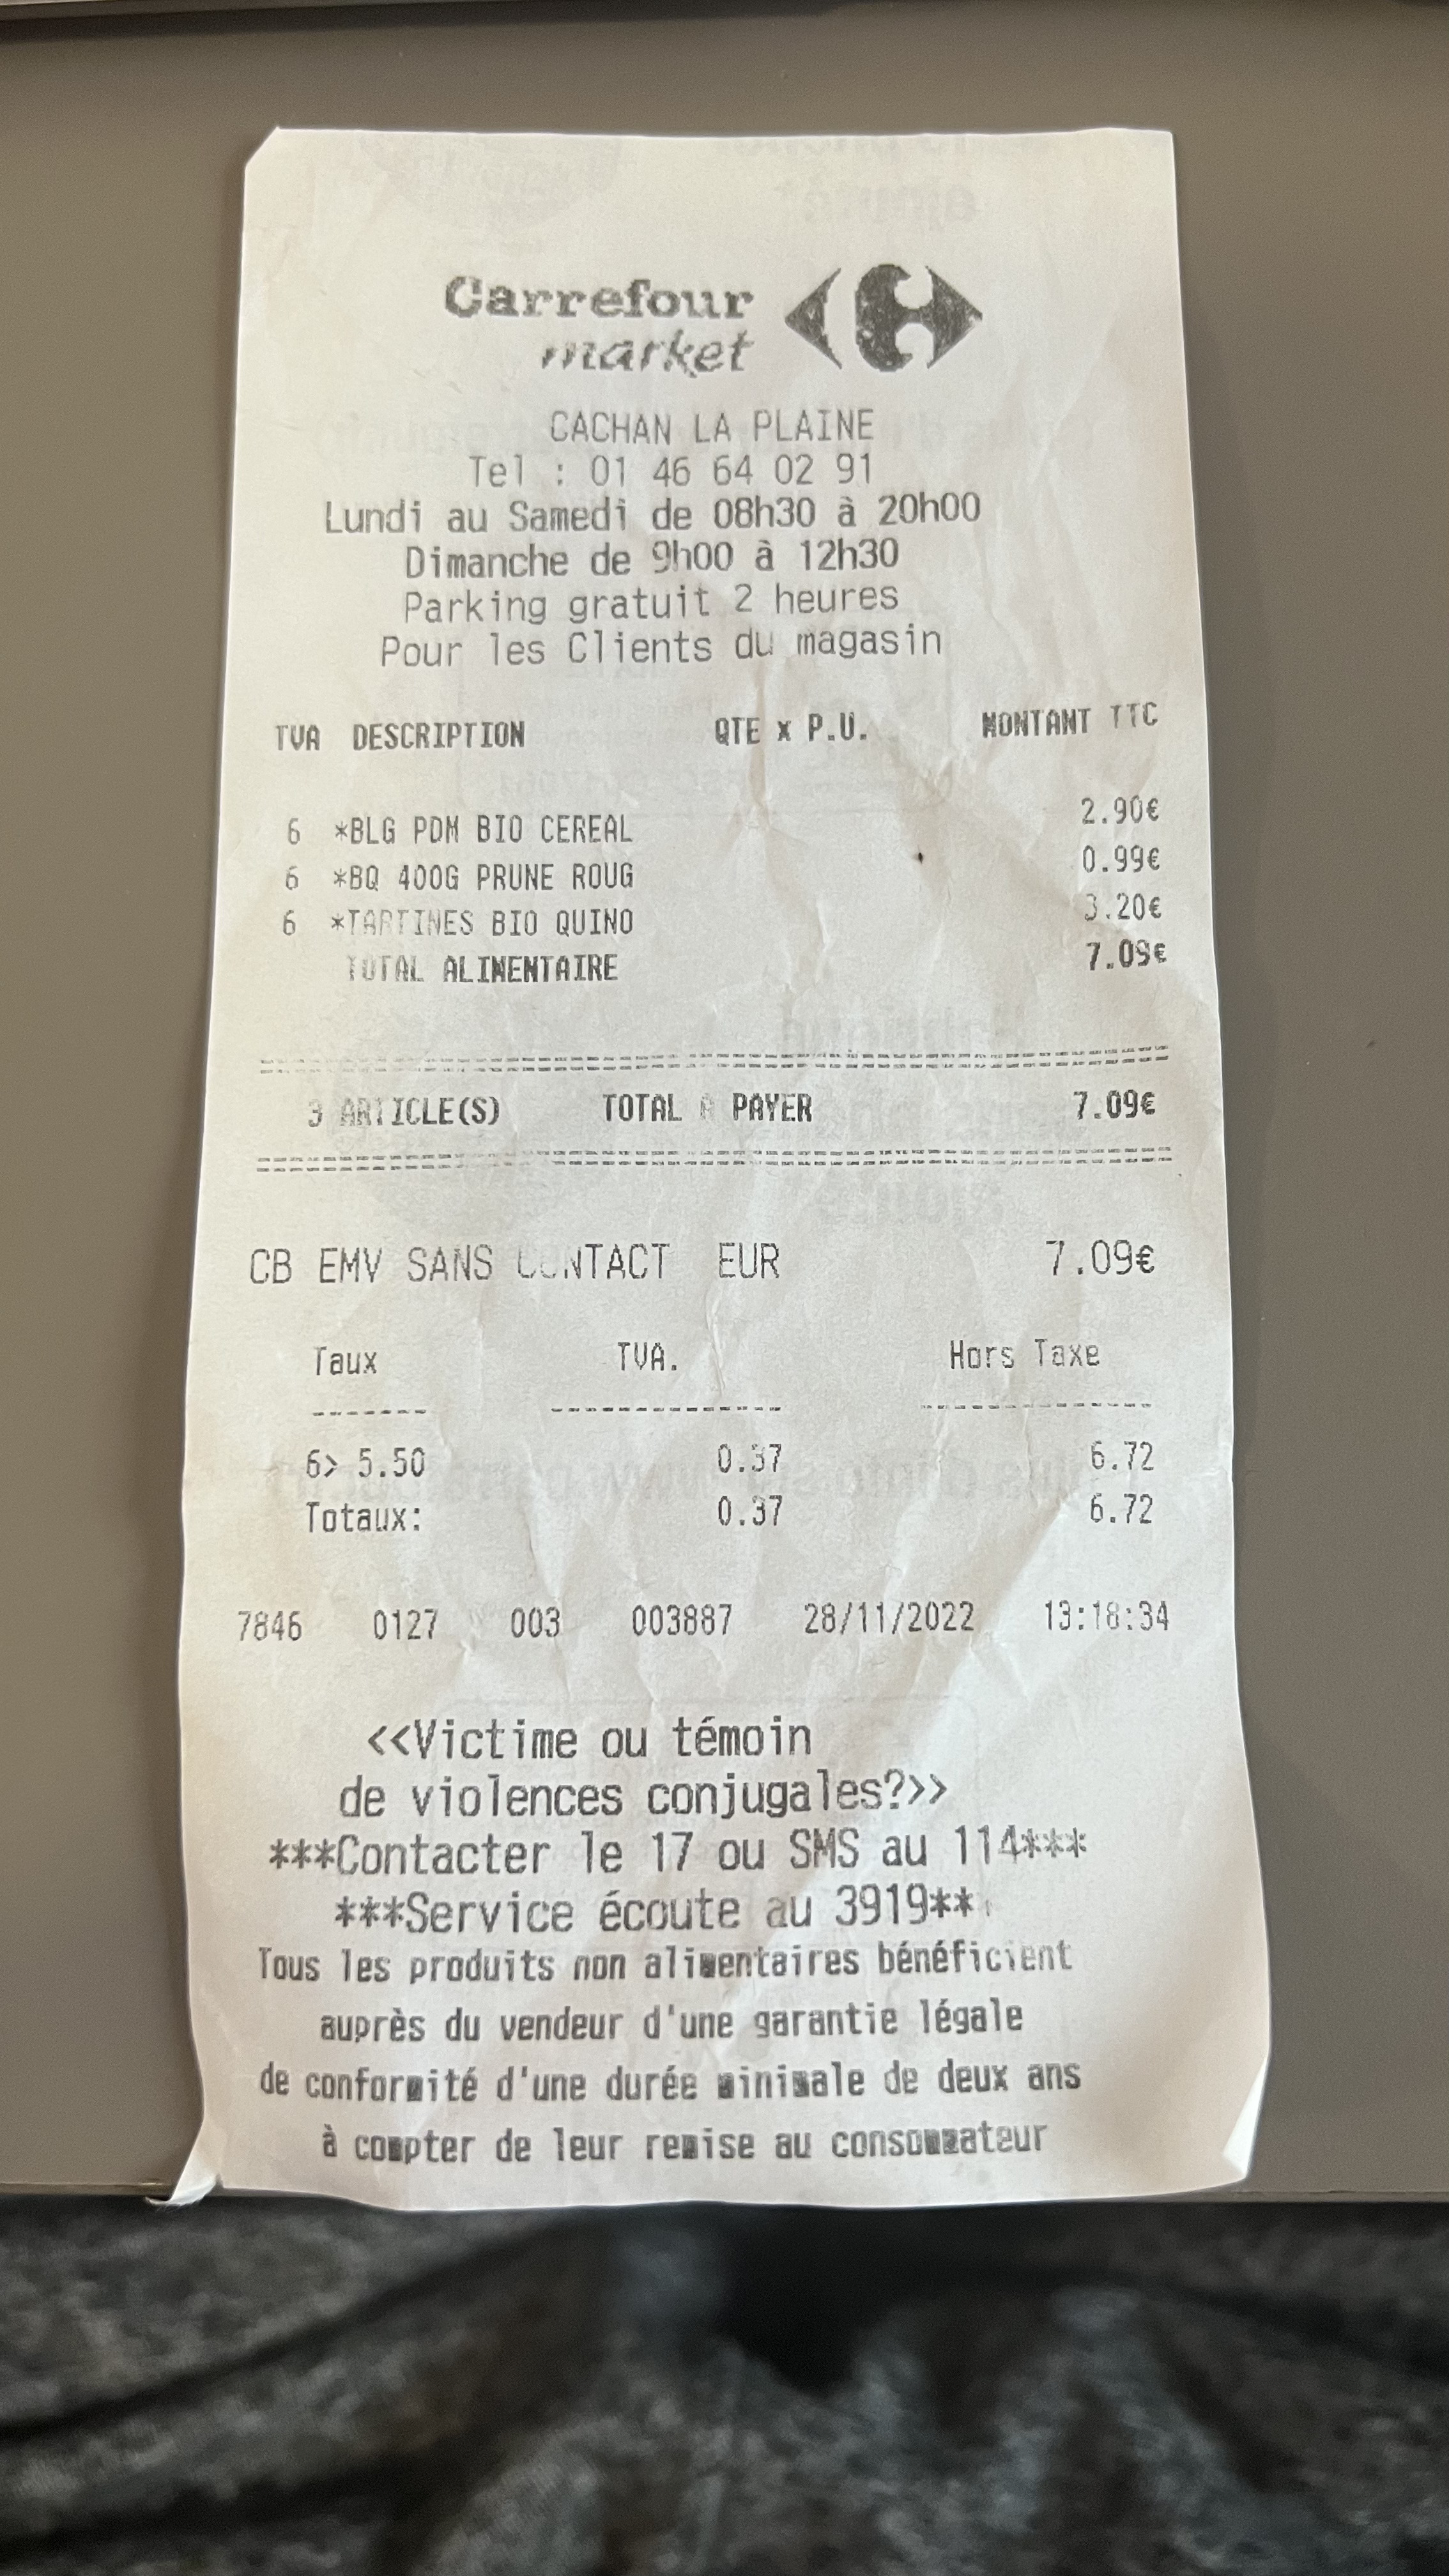 Carrefour
market
CACHAN LA PLAINE
Tel : 01 46 64 02 91
Lundi au Samedi de 08h30 à 20h00
Dimanche de 9h00 à 12h30
Parking gratuit 2 heures
Pour les Clients du magasin
TVA DESCRIPTION QTE x P.U. MONTANT TTC
6 *BLG PDM BIO CEREAL 2.90€
6 *BQ 400G PRUNE ROUG 0.99€
6 *TARTINES BIO QUINO 3.20€
TOTAL ALIMENTAIRE 7.09€
3 ARTICLE(S) TOTAL A PAYER 7.09€
CB EMV SANS CONTACT EUR 7.09€
Taux TVA. Hors Taxe
6> 5.50 0.37 6.72
Totaux: 0.37 6.72
7846 0127 003 003887 28/11/2022 13:18:34
<<Victime ou témoin
de violences conjugales?>>
***Contacter le 17 ou SMS au 114***
***Service écoute au 3919**
Tous les produits non alimentaires bénéficient
auprès du vendeur d'une garantie légale
de conformité d'une durée minimale de deux ans
à compter de leur remise au consommateur